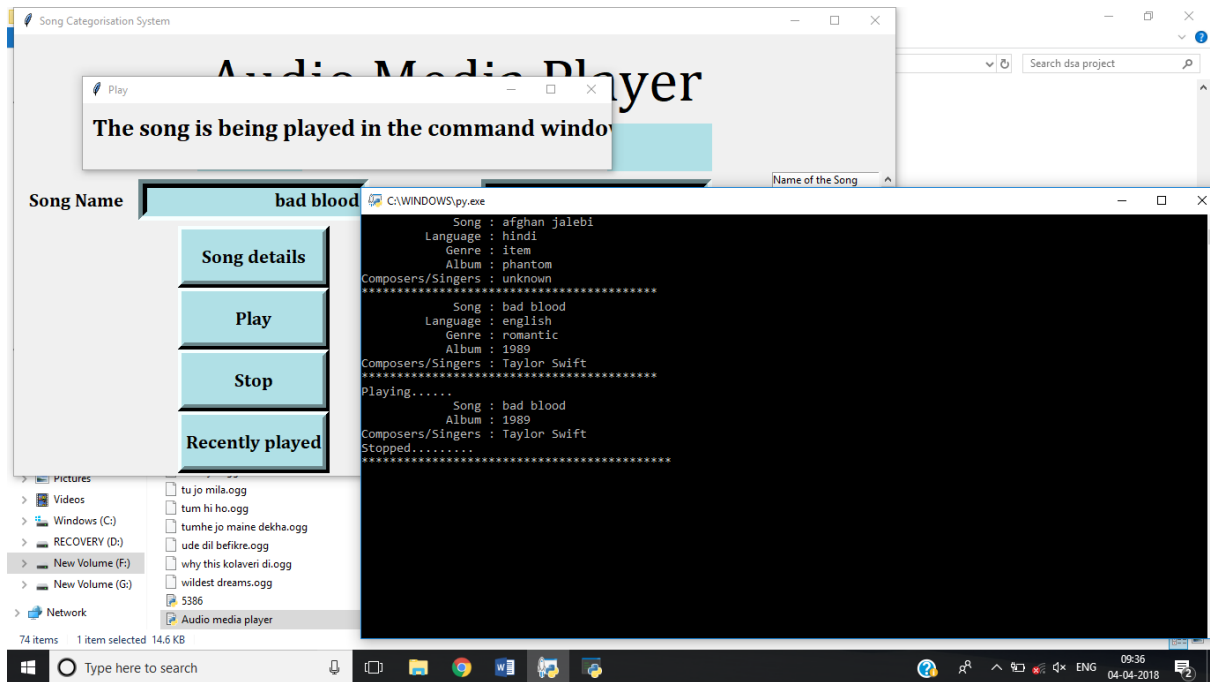 Song Categorisation System
Audio Media Player
Play
The song is being played in the command
Search dsa project
Name of the Song
Song Name
bad blood
Song details
Play
Stop
Recently played
C:\WINDOWS\py.exe
Song : afghan jalebi
Language : hindi
Genre : item
Album : phantom
Composers/Singers : unknown
******************************************
Song : bad blood
Language : english
Genre : romantic
Album : 1989
Composers/Singers : Taylor Swift
******************************************
Playing......
Song : bad blood
Album : 1989
Composers/Singers : Taylor Swift
Stopped.........
********************************************
Pictures
Videos
Windows (C:)
RECOVERY (D:)
New Volume (F:)
New Volume (G:)
Network
tu jo mila.ogg
tum hi ho.ogg
tumhe jo maine dekha.ogg
ude dil befikre.ogg
why this kolaveri di.ogg
wildest dreams.ogg
5386
Audio media player
74 items
1 item selected 14.6 KB
Type here to search
ENG
09:36
04-04-2018
2